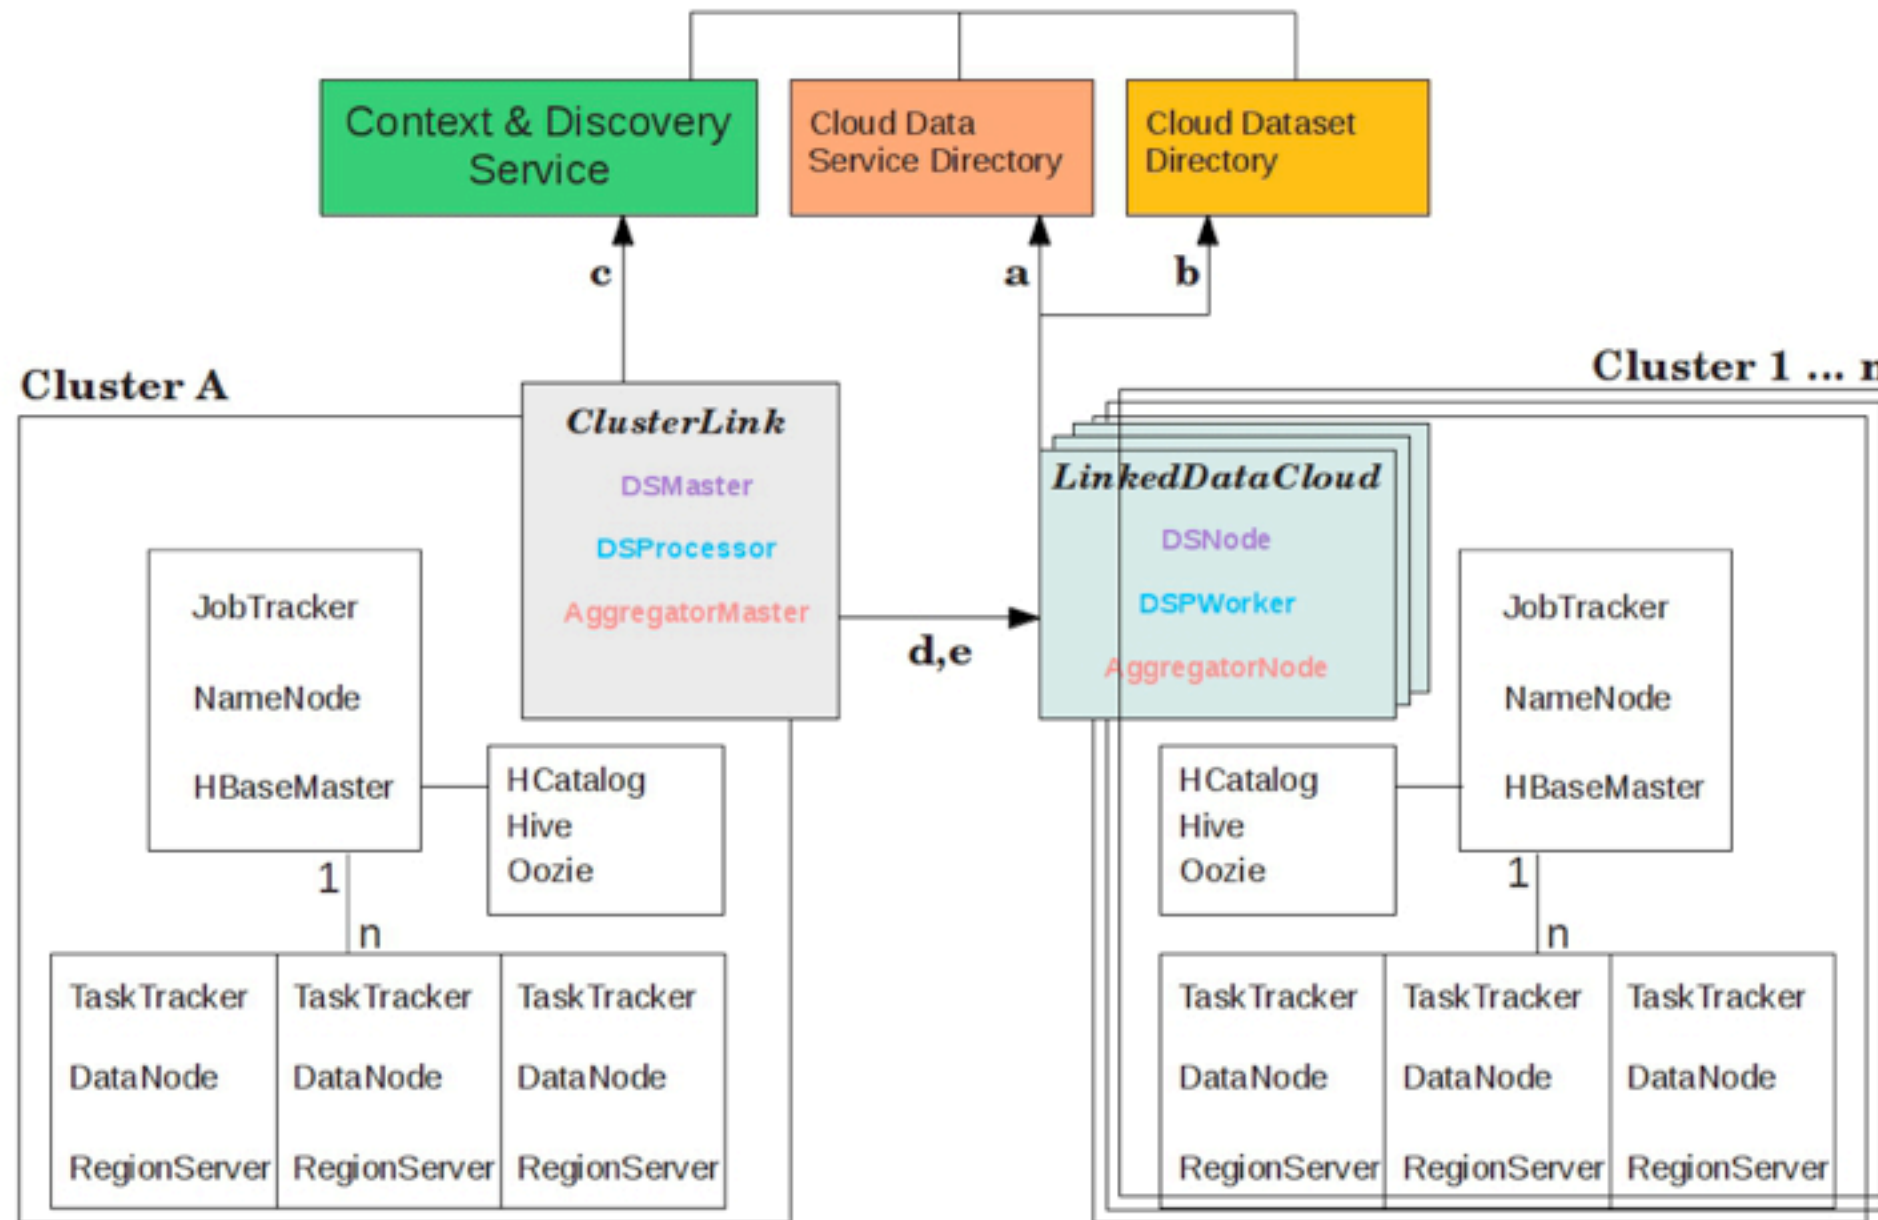 Context & Discovery
Service
Cloud Data
Service Directory
Cloud Dataset
Directory
c
a
b
Cluster A
Cluster 1 ... n
ClusterLink
DSMaster
DSProcessor
AggregatorMaster
d,e
LinkedDataCloud
DSNode
DSPWorker
AggregatorNode
JobTracker
NameNode
HBaseMaster
HCatalog
Hive
Oozie
1
n
TaskTracker
DataNode
RegionServer
TaskTracker
DataNode
RegionServer
TaskTracker
DataNode
RegionServer
JobTracker
NameNode
HBaseMaster
HCatalog
Hive
Oozie
1
n
TaskTracker
DataNode
RegionServer
TaskTracker
DataNode
RegionServer
TaskTracker
DataNode
RegionServer